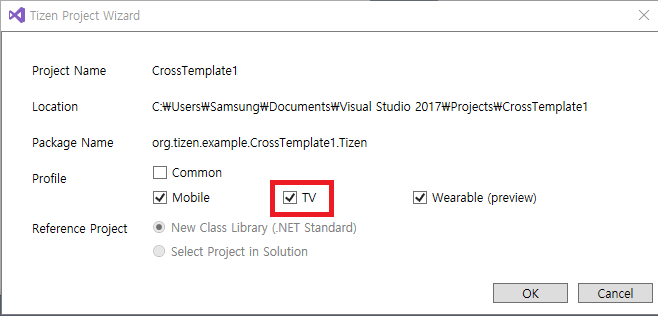 Tizen Project Wizard
Project Name CrossTemplate1
Location C:₩Users₩Samsung₩Documents₩Visual Studio 2017₩Projects₩CrossTemplate1
Package Name org.tizen.example.CrossTemplate1.Tizen
Profile Common
Mobile TV Wearable (preview)
Reference Project New Class Library (.NET Standard)
Select Project in Solution
OK Cancel